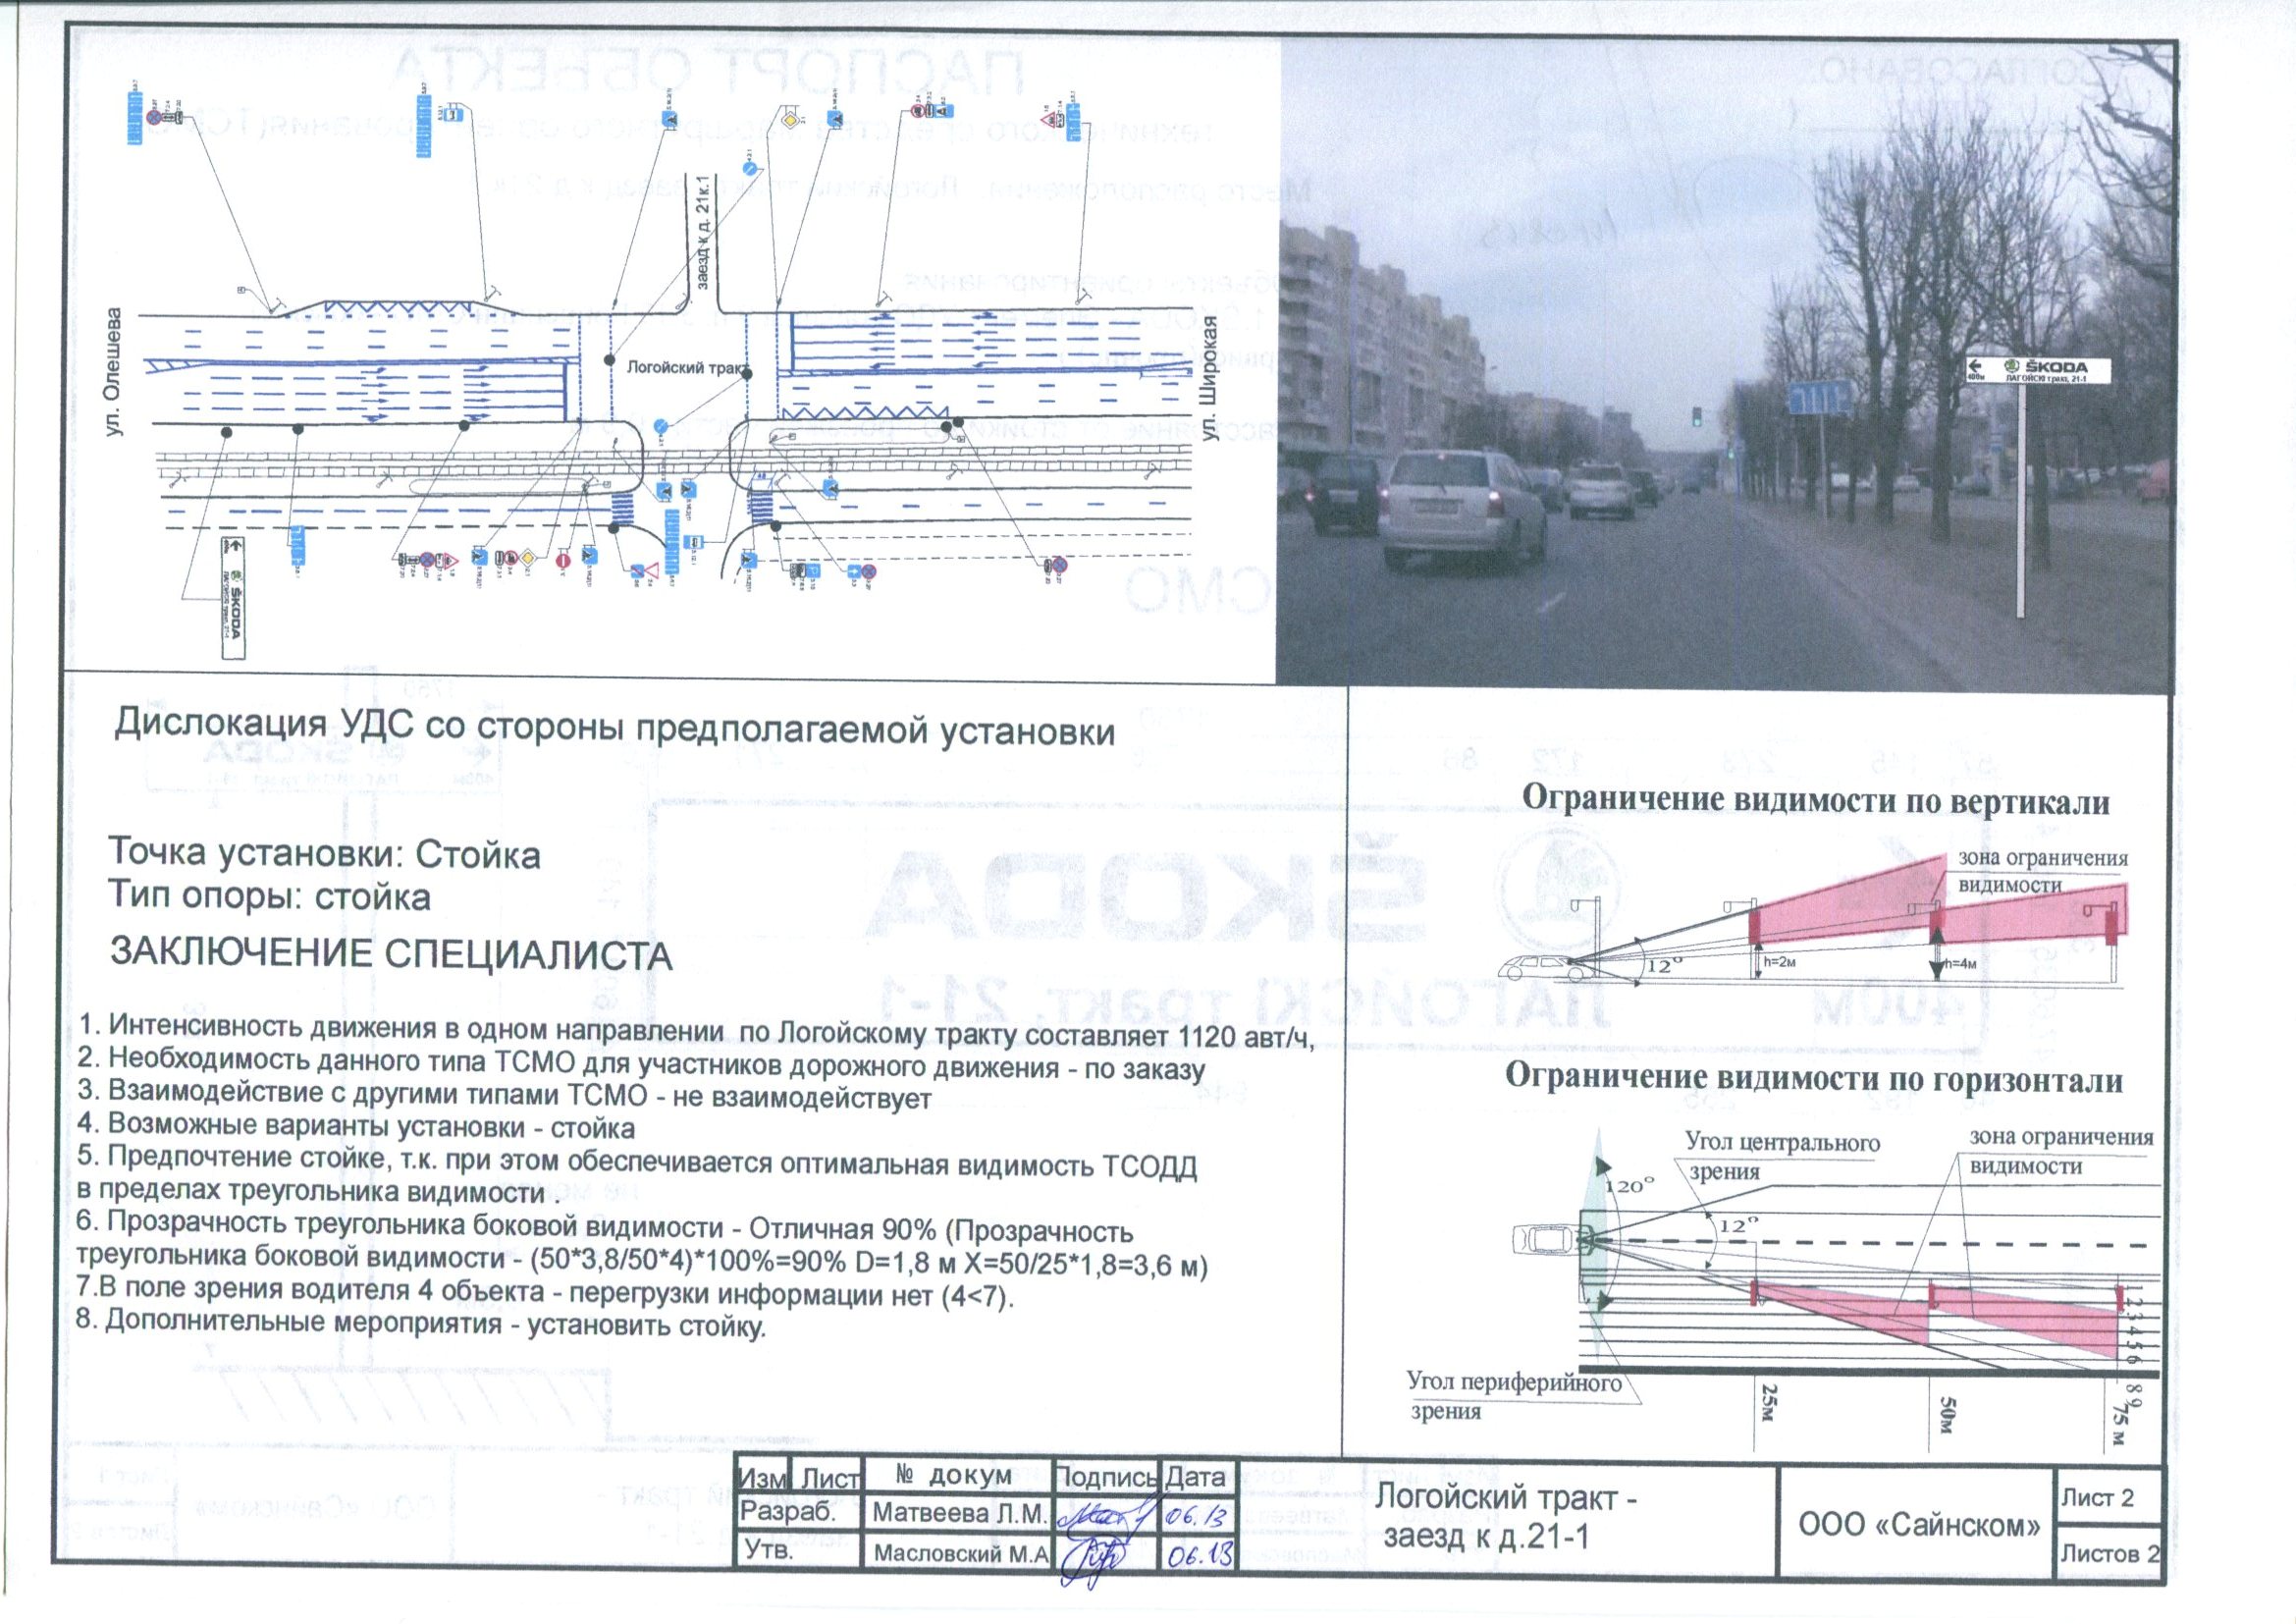 ул. Олешева
заезд к д. 21к.1
Логойский тракт
ул. Широкая
400м
ŠKODA
ЛАГОЙСКІ тракт, 21-1
ŠKODA
400м ЛАГОЙСКІ тракт, 21-1
Дислокация УДС со стороны предполагаемой установки
Точка установки: Стойка
Тип опоры: стойка
ЗАКЛЮЧЕНИЕ СПЕЦИАЛИСТА
1. Интенсивность движения в одном направлении по Логойскому тракту составляет 1120 авт/ч,
2. Необходимость данного типа ТСМО для участников дорожного движения - по заказу
3. Взаимодействие с другими типами ТСМО - не взаимодействует
4. Возможные варианты установки - стойка
5. Предпочтение стойке, т.к. при этом обеспечивается оптимальная видимость ТСОДД
в пределах треугольника видимости .
6. Прозрачность треугольника боковой видимости - Отличная 90% (Прозрачность
треугольника боковой видимости - (50*3,8/50*4)*100%=90% D=1,8 м X=50/25*1,8=3,6 м)
7.В поле зрения водителя 4 объекта - перегрузки информации нет (4<7).
8. Дополнительные мероприятия - установить стойку.
Ограничение видимости по вертикали
зона ограничения
видимости
12°
h=2м
h=4м
Ограничение видимости по горизонтали
Угол центрального
зрения
зона ограничения
видимости
120°
12°
1 2 3 4 5 6
8 9
Угол периферийного
зрения
25м
50м
75 м
Изм Лист № докум Подпись Дата
Разраб. Матвеева Л.М. 06.13
Утв. Масловский М.А 06.13
Логойский тракт -
заезд к д.21-1
ООО «Сайнском»
Лист 2
Листов 2